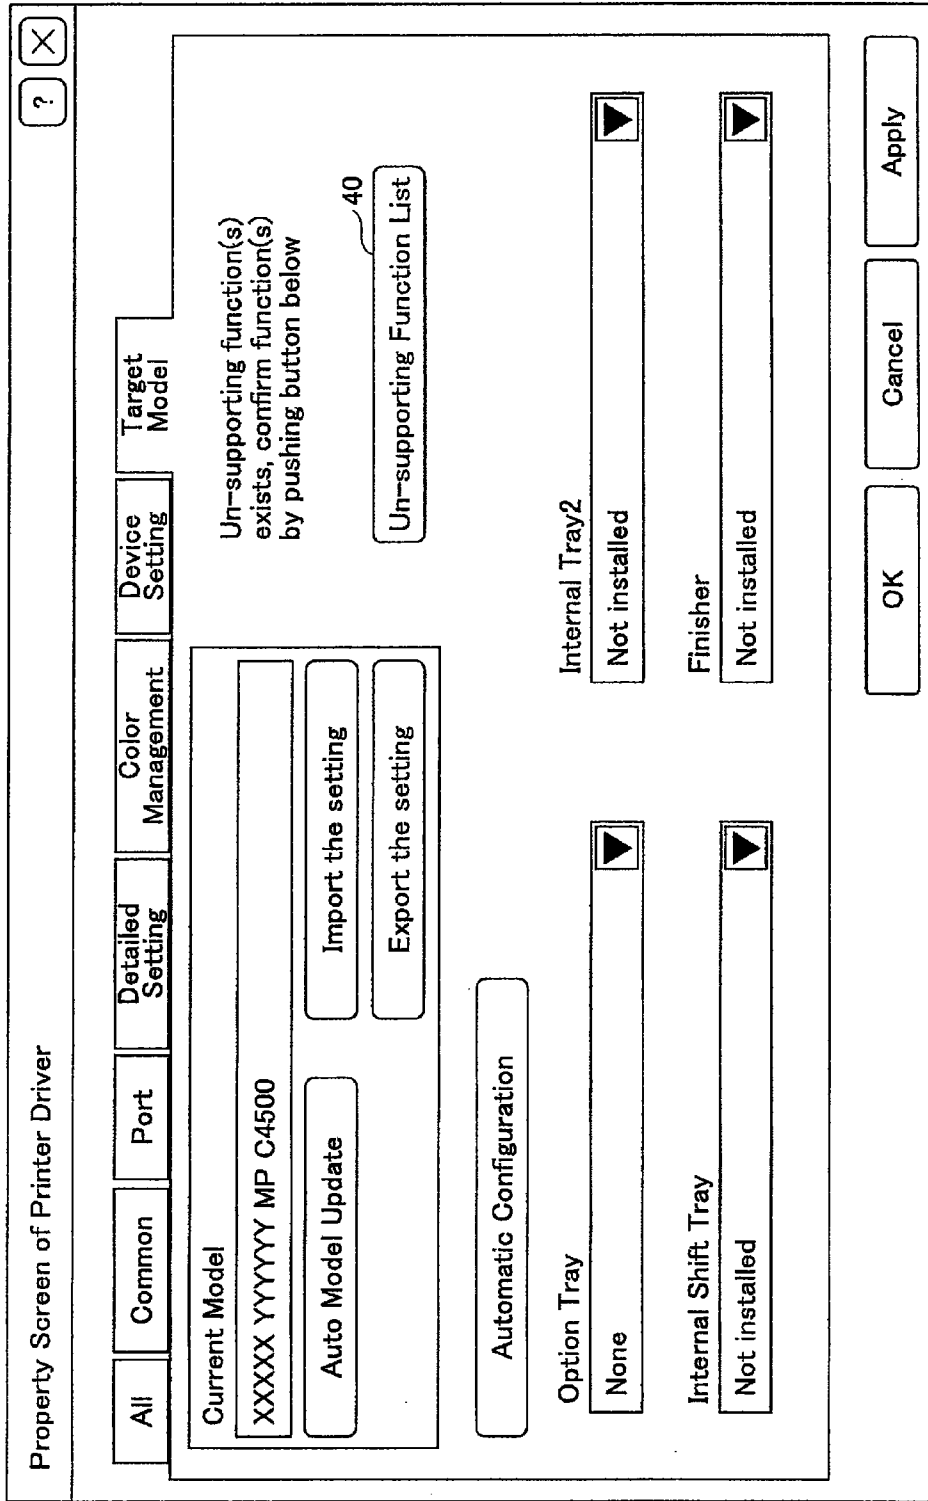 Property Screen of Printer Driver
?
X
All
Common
Port
Detailed
Setting
Color
Management
Device
Setting
Target
Model
Current Model
XXXXX YYYYYY MP C4500
Auto Model Update
Import the setting
Export the setting
Un-supporting function(s)
exists, confirm function(s)
by pushing button below
40
Un-supporting Function List
Automatic Configuration
Option Tray
None
Internal Tray2
Not installed
Internal Shift Tray
Not installed
Finisher
Not installed
OK
Cancel
Apply